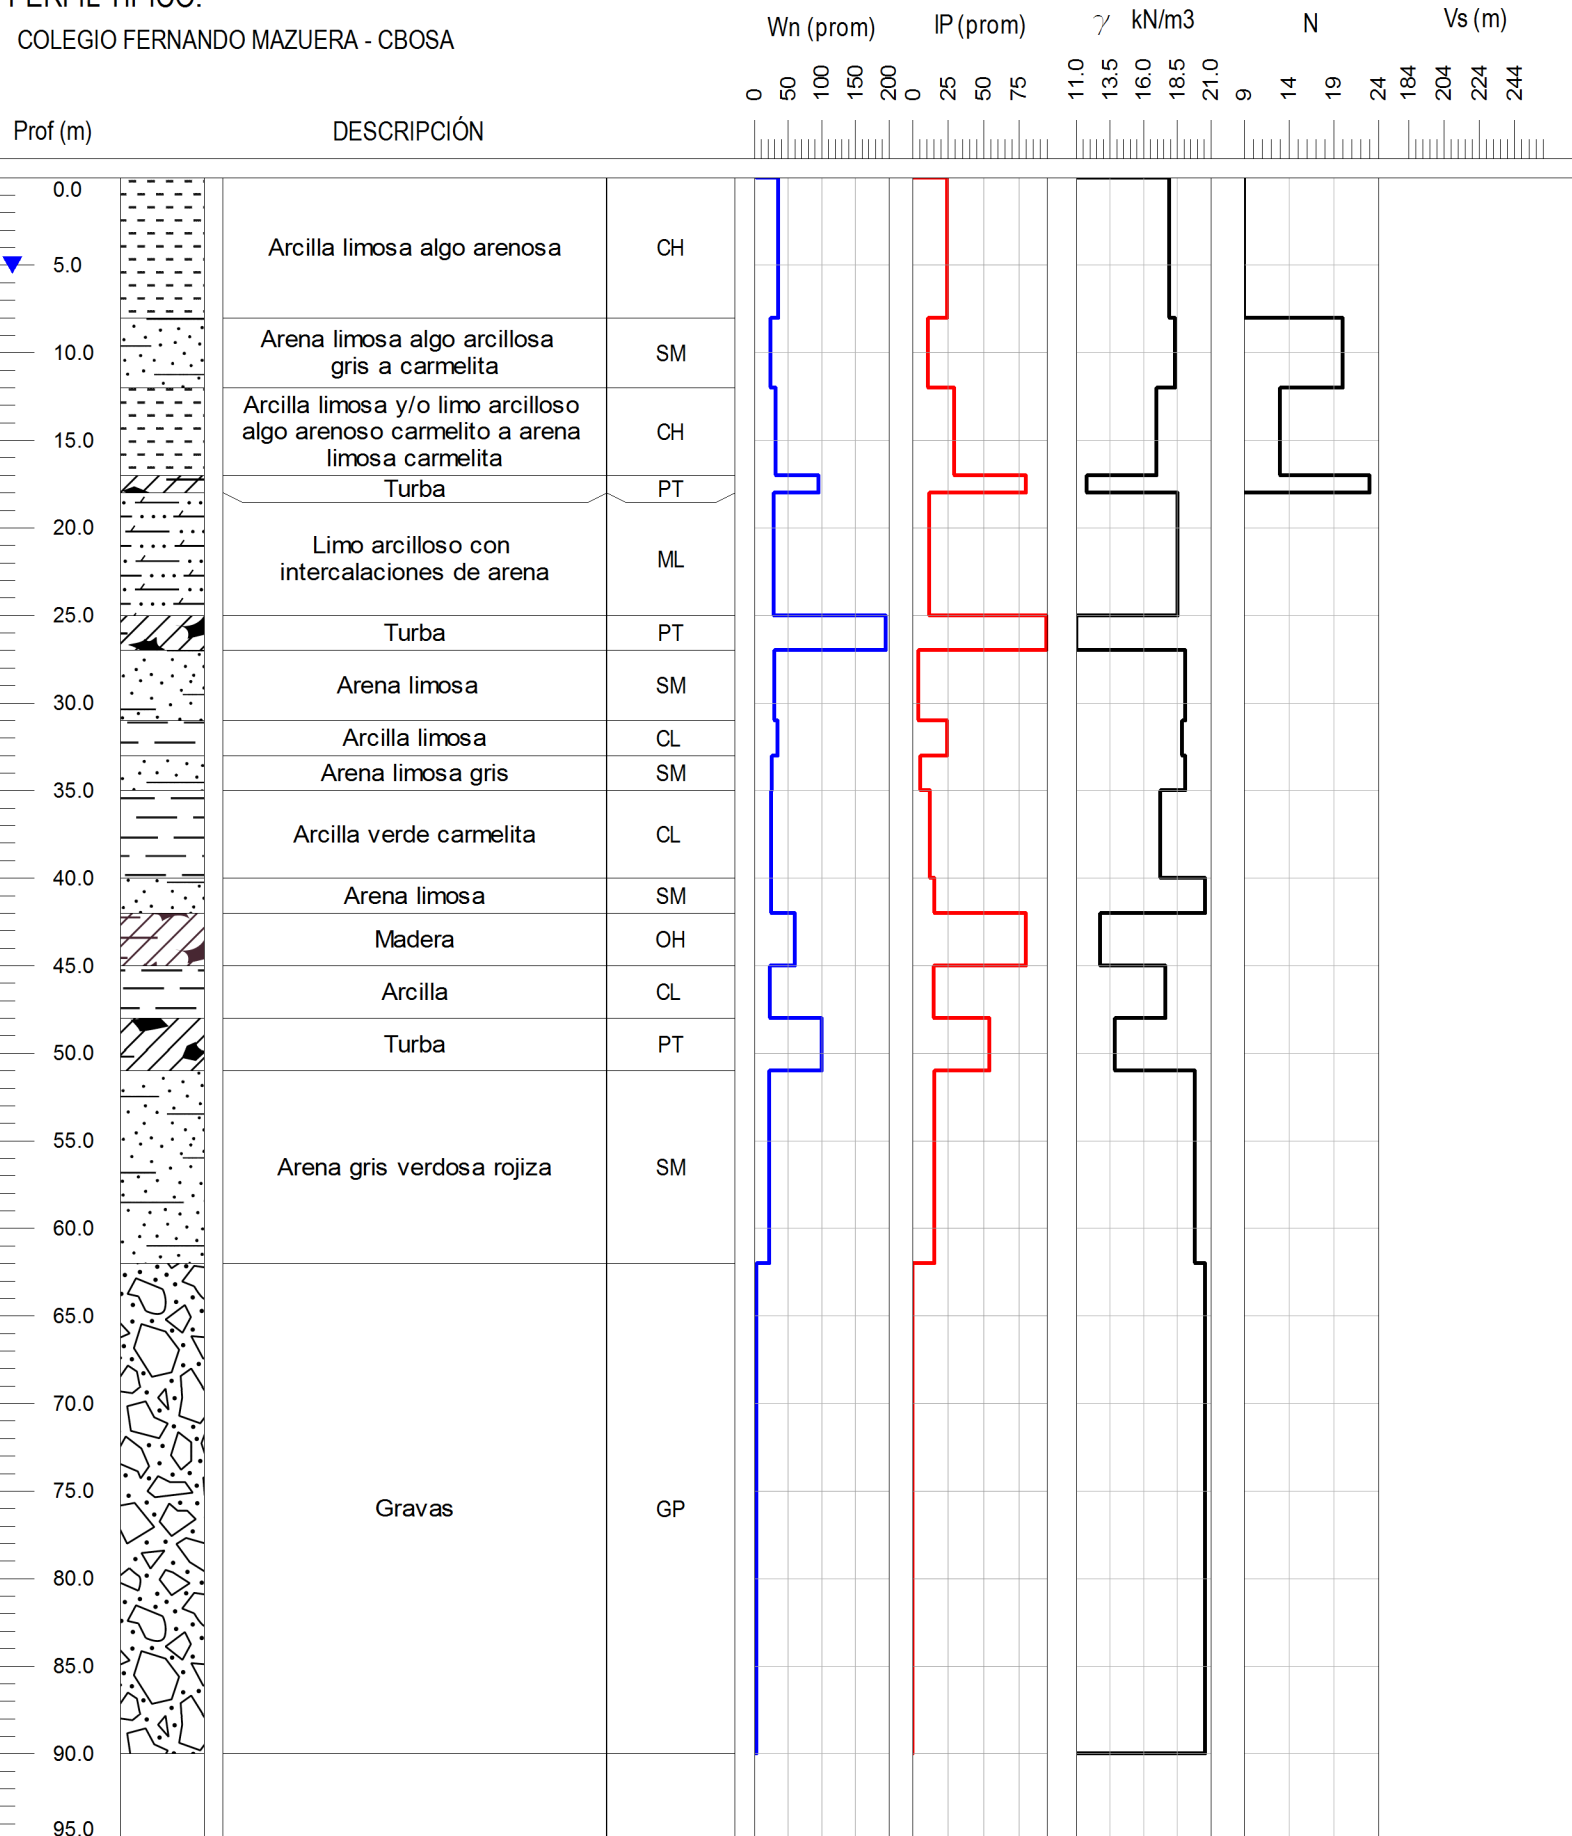 PERFIL TIPICO:
COLEGIO FERNANDO MAZUERA - CBOSA
Wn (prom)
IP (prom)
γ kN/m3
N
Vs (m)
0 50 100 150 200
0 25 50 75
11.0 13.5 16.0 18.5 21.0
9 14 19 24
184 204 224 244
Prof (m)
DESCRIPCIÓN
0.0
Arcilla limosa algo arenosa
CH
5.0
Arena limosa algo arcillosa
gris a carmelita
SM
10.0
Arcilla limosa y/o limo arcilloso
algo arenoso carmelito a arena
limosa carmelita
CH
15.0
Turba
PT
20.0
Limo arcilloso con
intercalaciones de arena
ML
25.0
Turba
PT
Arena limosa
SM
30.0
Arcilla limosa
CL
Arena limosa gris
SM
35.0
Arcilla verde carmelita
CL
40.0
Arena limosa
SM
Madera
OH
45.0
Arcilla
CL
Turba
PT
50.0
55.0
Arena gris verdosa rojiza
SM
60.0
65.0
70.0
75.0
Gravas
GP
80.0
85.0
90.0
95.0